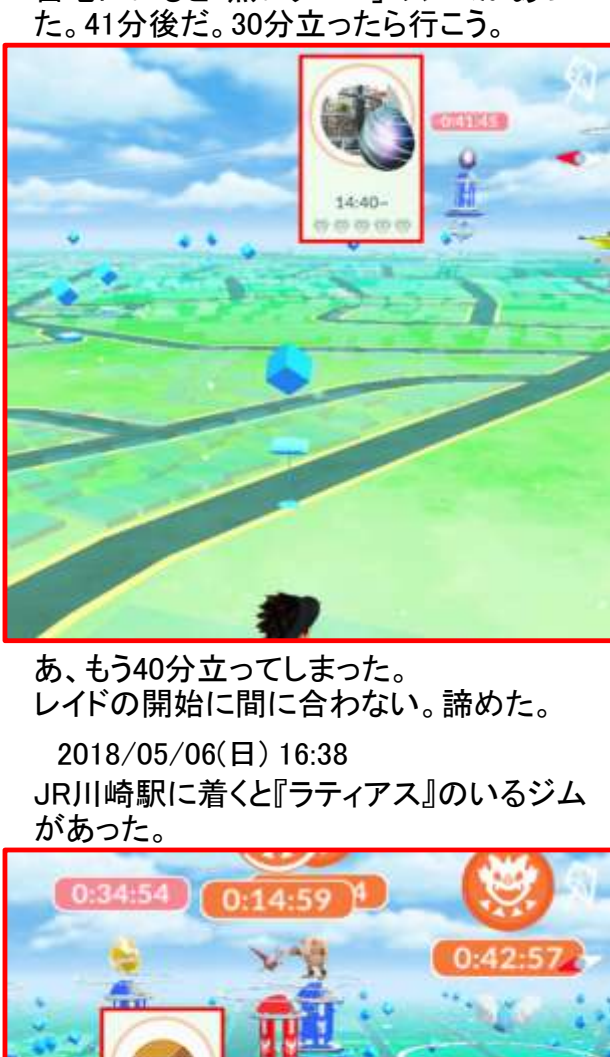 た。41分後だ。30分立ったら行こう。
0:41:45
14:40~
あ、もう40分立ってしまった。
レイドの開始に間に合わない。諦めた。
2018/05/06(日) 16:38
JR川崎駅に着くと『ラティアス』のいるジム
があった。
0:34:54
0:14:59
4
0:42:57